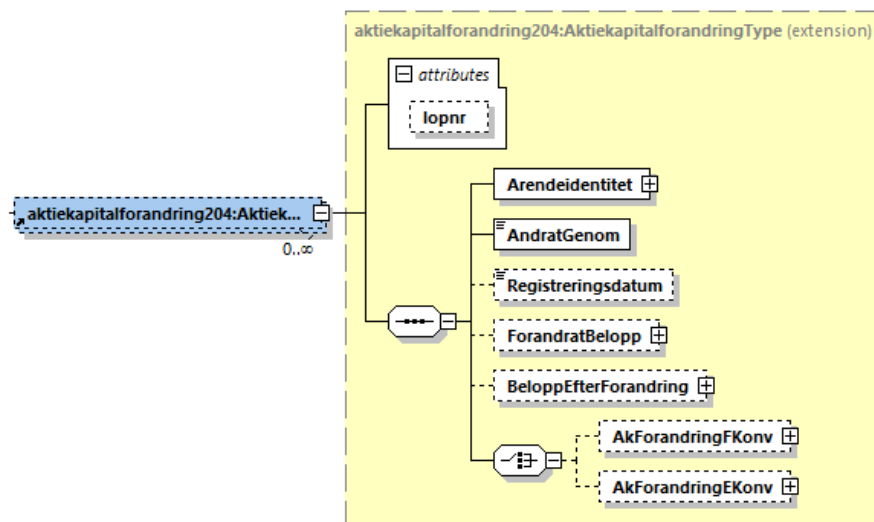 aktiekapitalforandring204:AktiekapitalforandringType (extension)
attributes
lopnr
Arendeidentitet
aktiekapitalforandring204:Aktiek...
AndratGenom
0..∞
Registreringsdatum
ForandratBelopp
BeloppEfterForandring
AkForandringFKonv
AkForandringEKonv